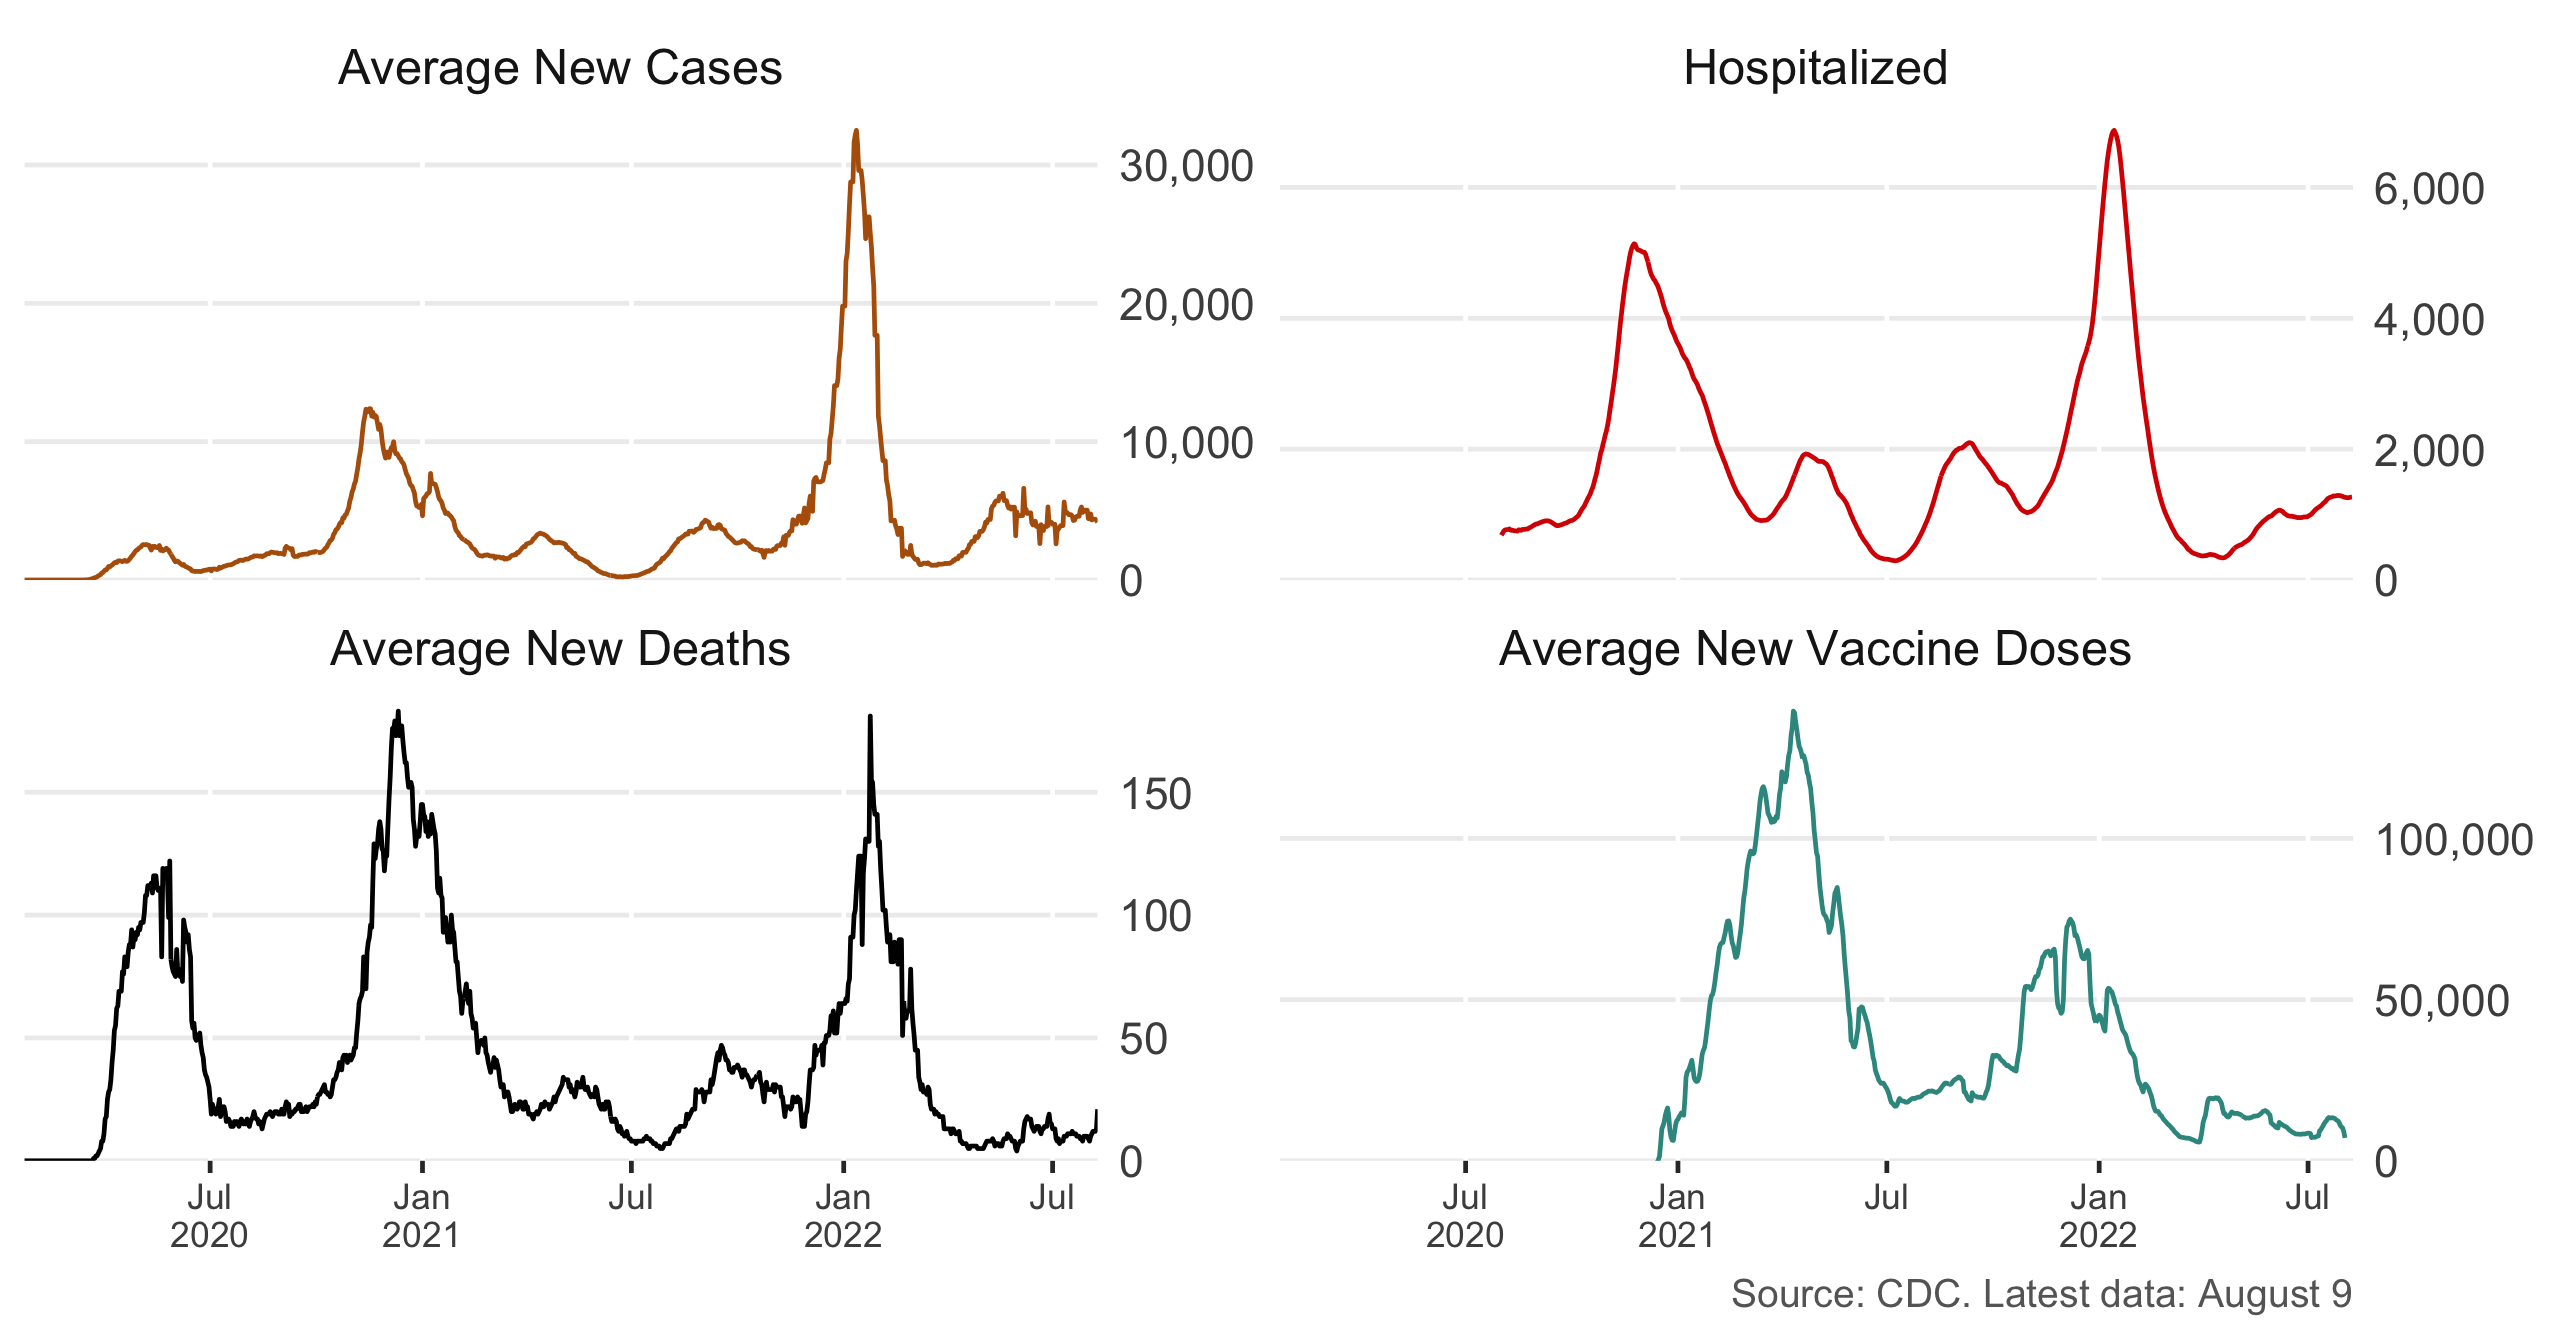 Average New Cases
30,000
20,000
10,000
0
Hospitalized
6,000
4,000
2,000
0
Average New Deaths
150
100
50
0
Jul Jan Jul Jan Jul
2020 2021 2022
Average New Vaccine Doses
100,000
50,000
0
Jul Jan Jul Jan Jul
2020 2021 2022
Source: CDC. Latest data: August 9